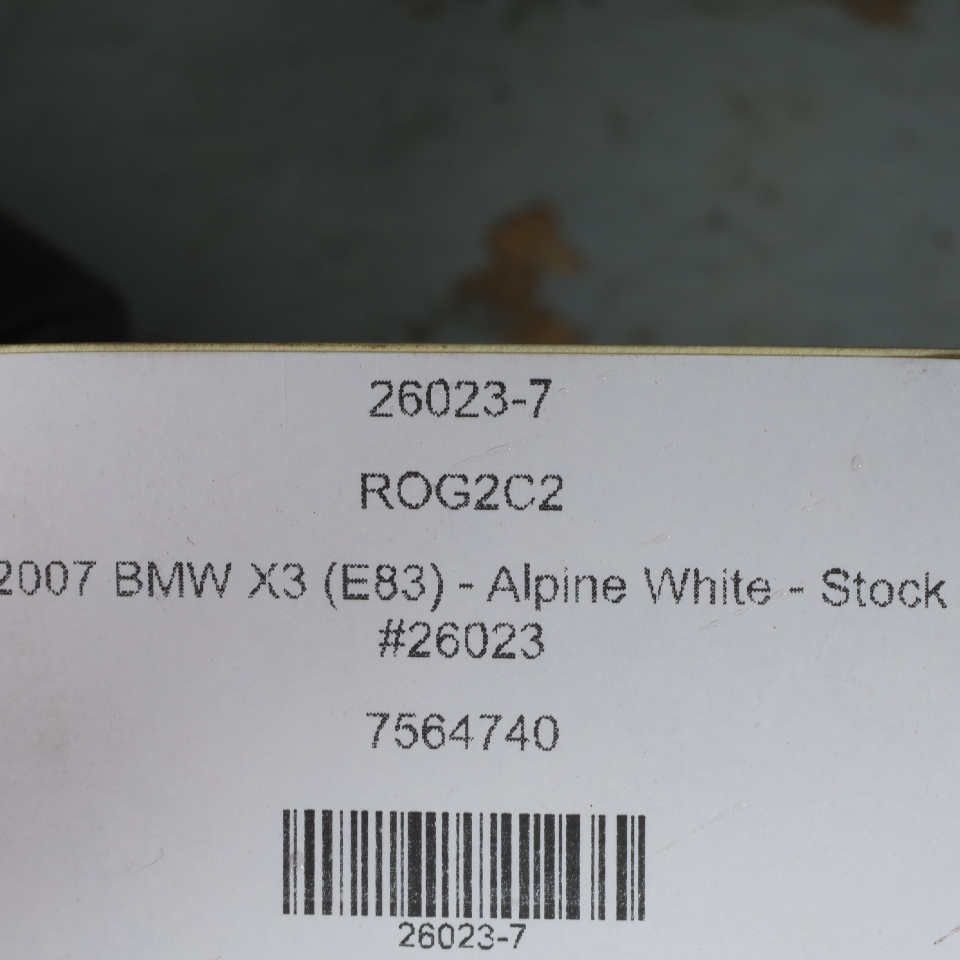 26023-7
ROG2C2
2007 BMW X3 (E83) - Alpine White - Stock
#26023
7564740
26023-7